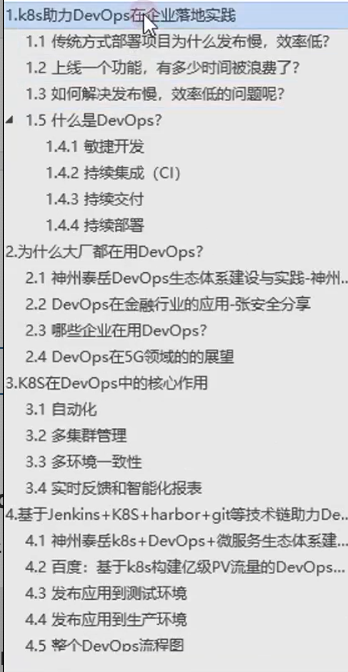 1.k8s助力DevOps在企业落地实践
1.1 传统方式部署项目为什么发布慢，效率低?
1.2 上线一个功能，有多少时间被浪费了?
1.3 如何解决发布慢，效率低的问题呢?
1.5 什么是DevOps?
1.4.1 敏捷开发
1.4.2 持续集成（CI）
1.4.3 持续交付
1.4.4 持续部署
2.为什么大厂都在用DevOps?
2.1 神州泰岳DevOps生态体系建设与实践-神州...
2.2 DevOps在金融行业的应用-张安全分享
2.3 哪些企业在用DevOps?
2.4 DevOps在5G领域的的展望
3.K8S在DevOps中的核心作用
3.1 自动化
3.2 多集群管理
3.3 多环境一致性
3.4 实时反馈和智能化报表
4.基于Jenkins+K8S+harbor+git等技术链助力De...
4.1 神州泰岳k8s+DevOps+微服务生态体系建...
4.2 百度：基于k8s构建亿级PV流量的DevOps...
4.3 发布应用到测试环境
4.4 发布应用到生产环境
4.5 整个DevOps流程图